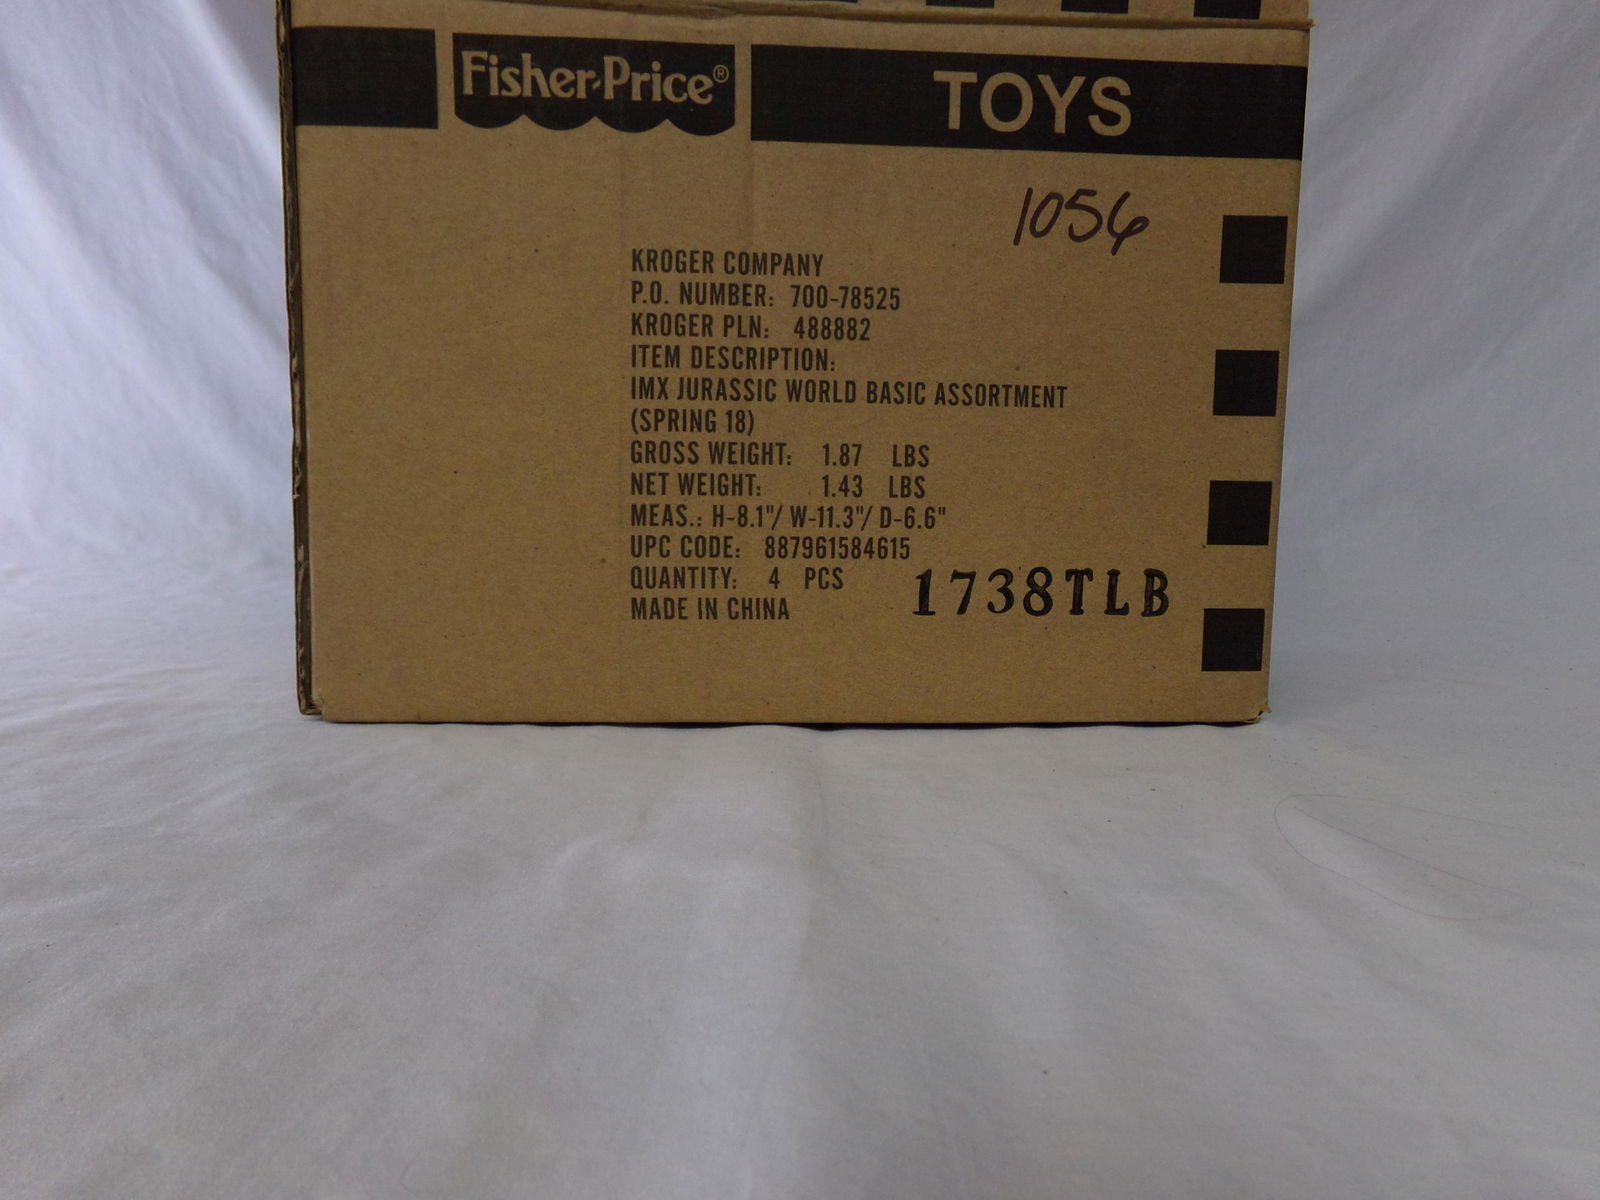 Fisher-Price® TOYS
1056
KROGER COMPANY
P.O. NUMBER: 700-78525
KROGER PLN: 488882
ITEM DESCRIPTION:
IMX JURASSIC WORLD BASIC ASSORTMENT
(SPRING 18)
GROSS WEIGHT: 1.87 LBS
NET WEIGHT: 1.43 LBS
MEAS.: H-8.1"/ W-11.3"/ D-6.6"
UPC CODE: 887961584615
QUANTITY: 4 PCS
MADE IN CHINA
1738TLB